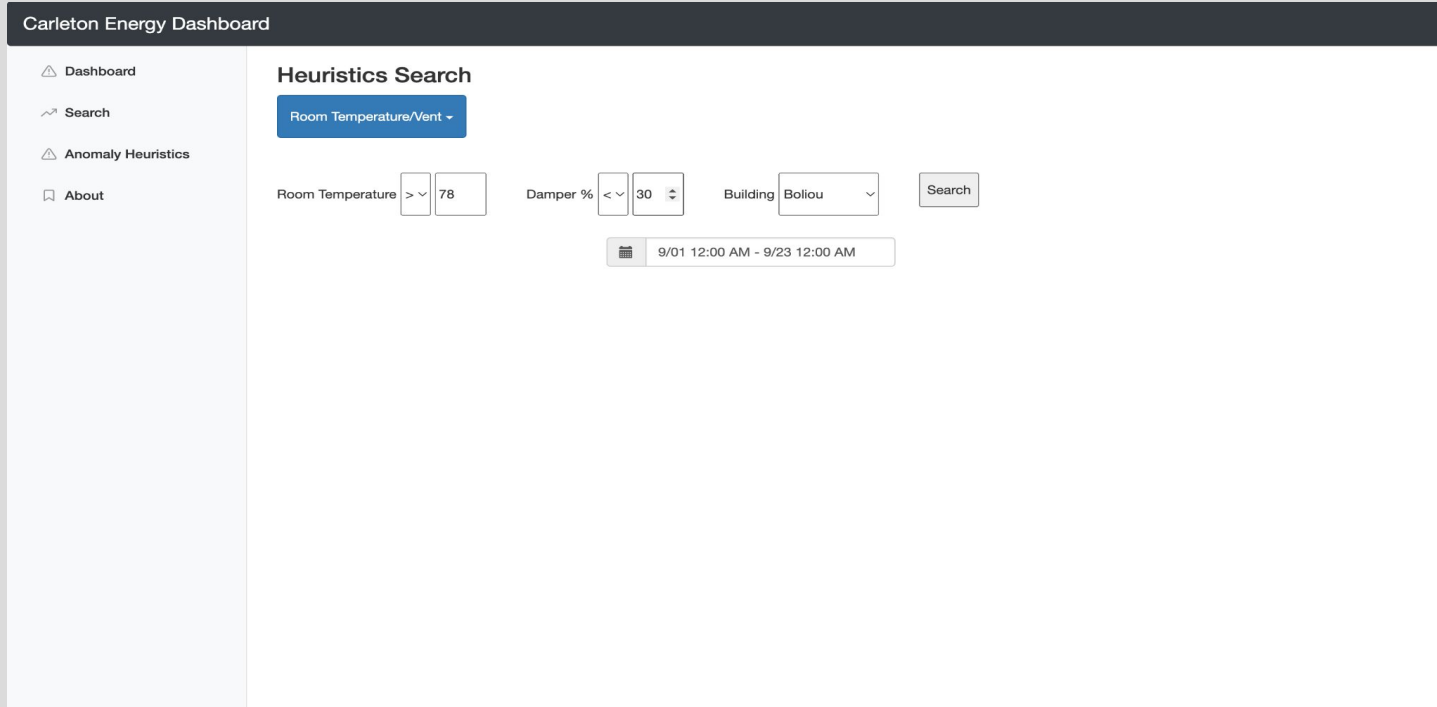 Carleton Energy Dashboard
Dashboard
Search
Anomaly Heuristics
About
Heuristics Search
Room Temperature/Vent
Room Temperature > 78 Damper % < 30 Building Boliou Search
9/01 12:00 AM - 9/23 12:00 AM